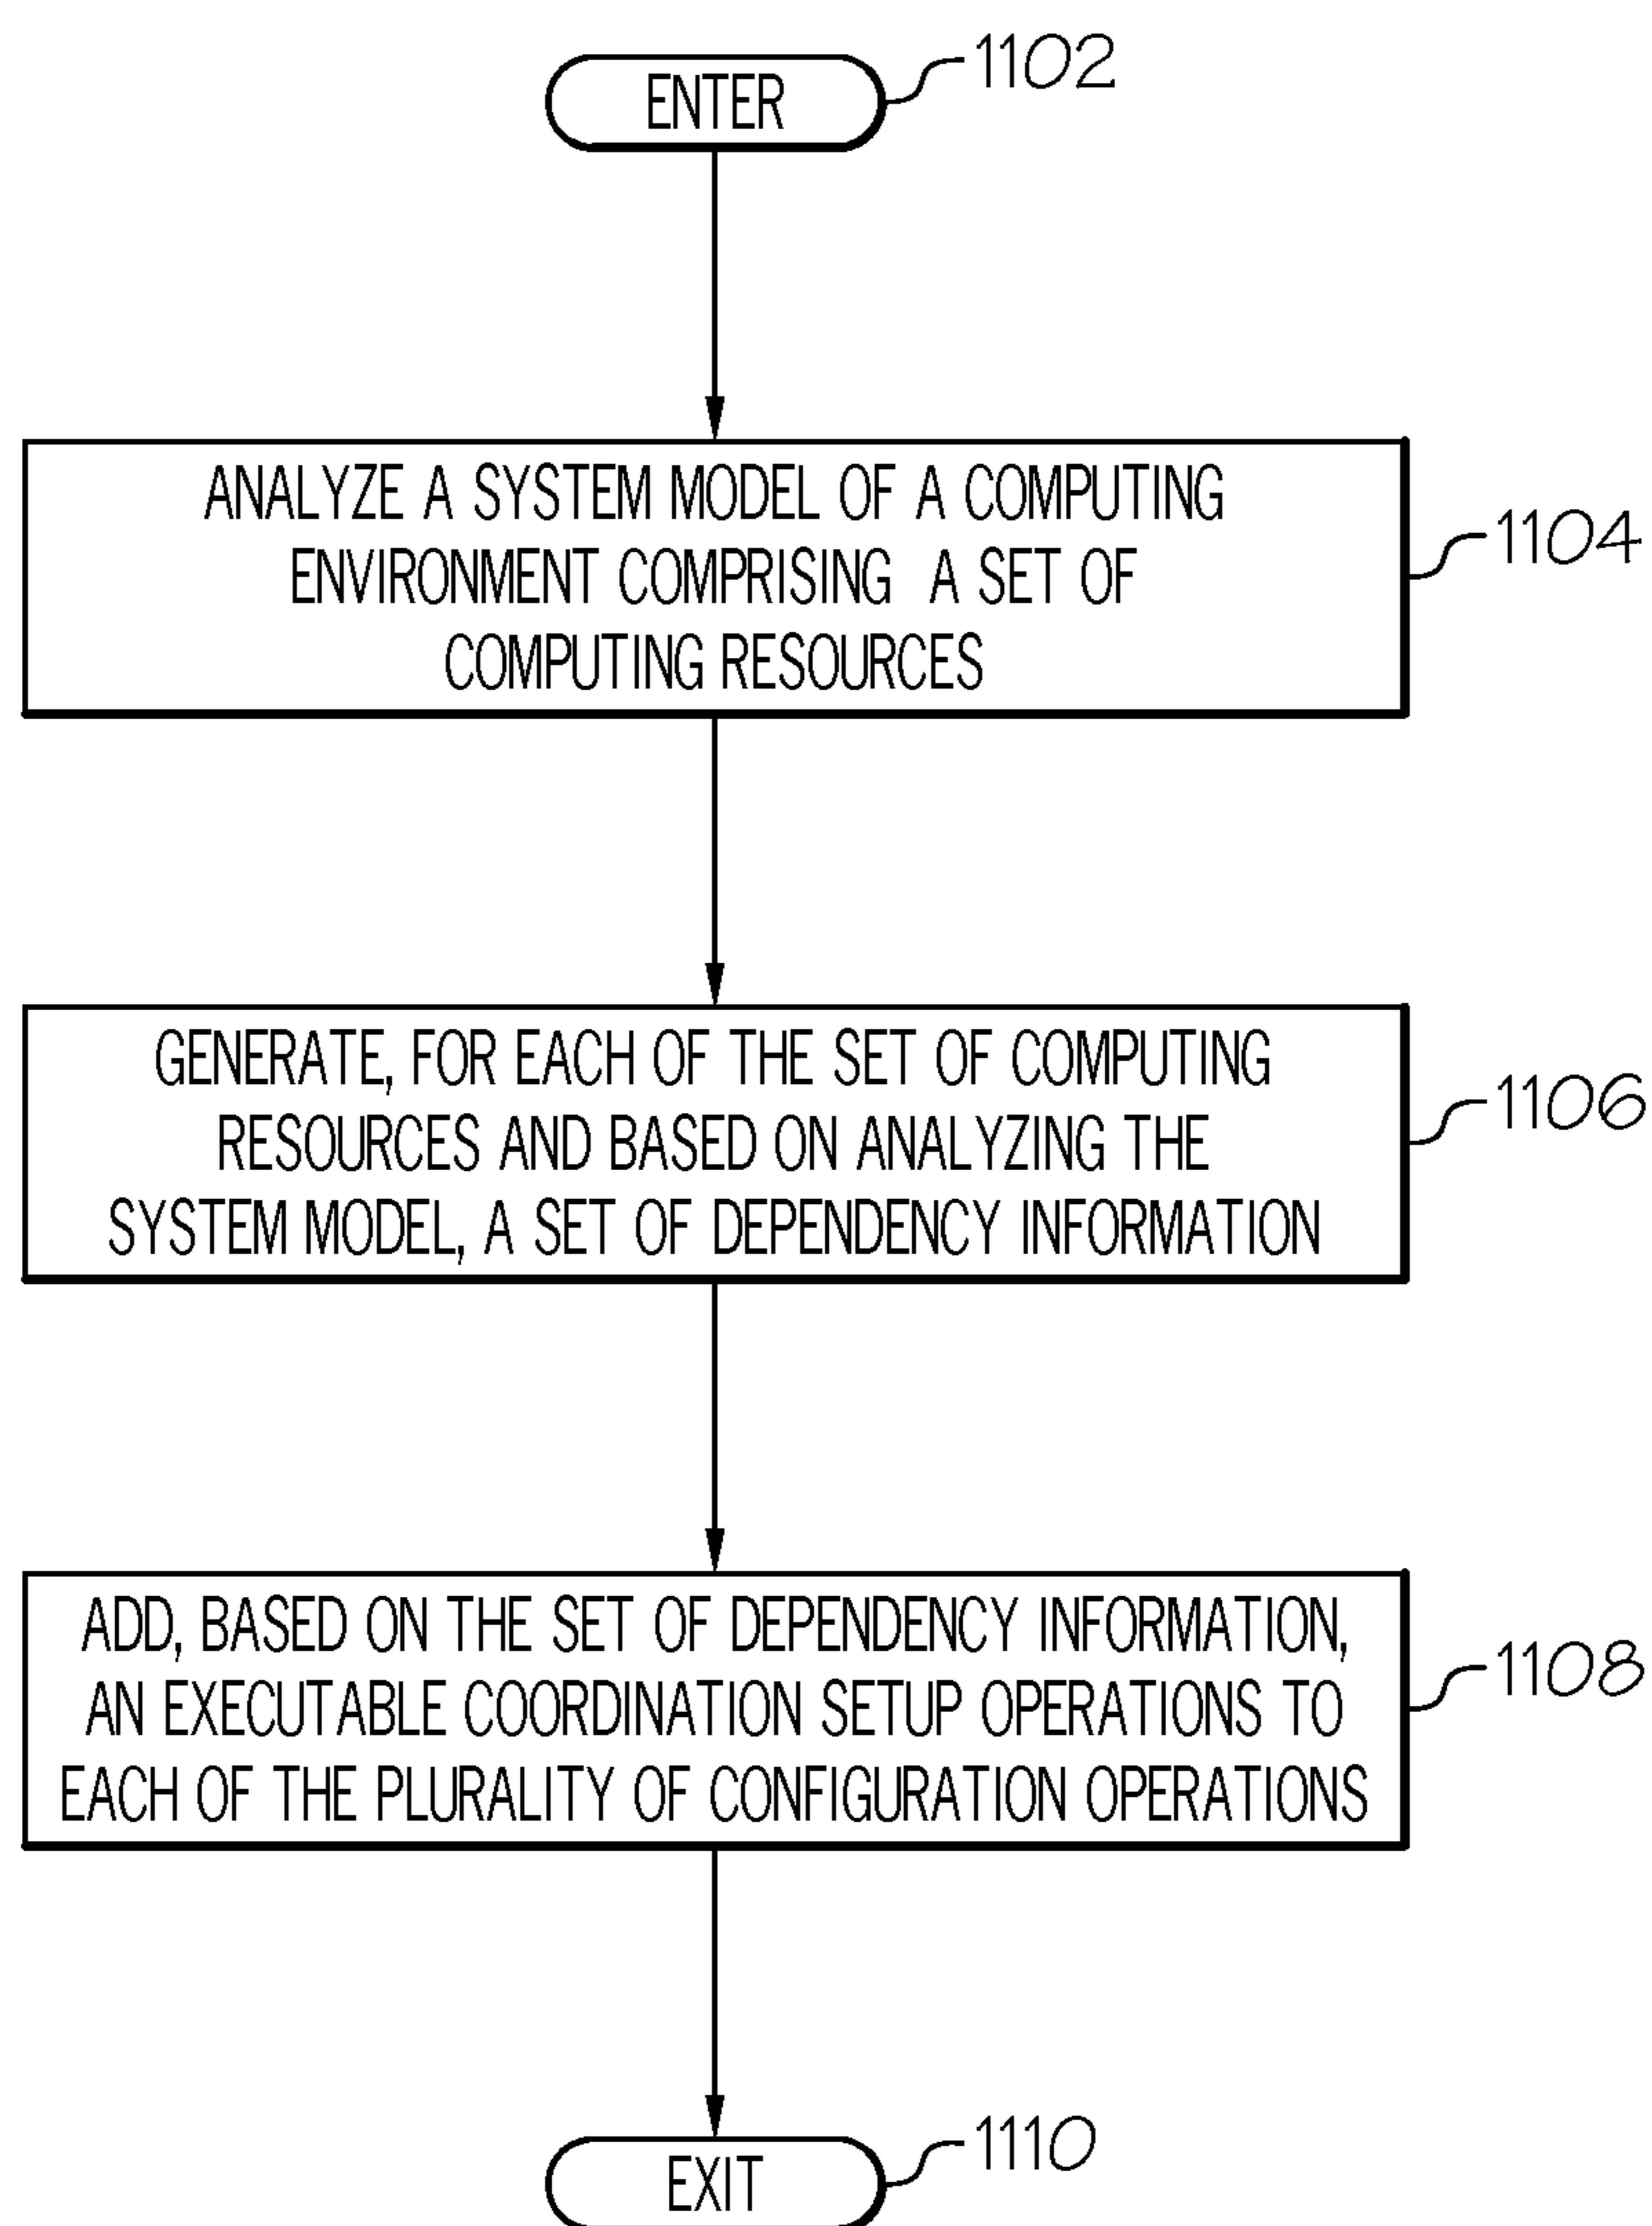 ENTER
1102
ANALYZE A SYSTEM MODEL OF A COMPUTING
ENVIRONMENT COMPRISING A SET OF
COMPUTING RESOURCES
1104
GENERATE, FOR EACH OF THE SET OF COMPUTING
RESOURCES AND BASED ON ANALYZING THE
SYSTEM MODEL, A SET OF DEPENDENCY INFORMATION
1106
ADD, BASED ON THE SET OF DEPENDENCY INFORMATION,
AN EXECUTABLE COORDINATION SETUP OPERATIONS TO
EACH OF THE PLURALITY OF CONFIGURATION OPERATIONS
1108
EXIT
1110